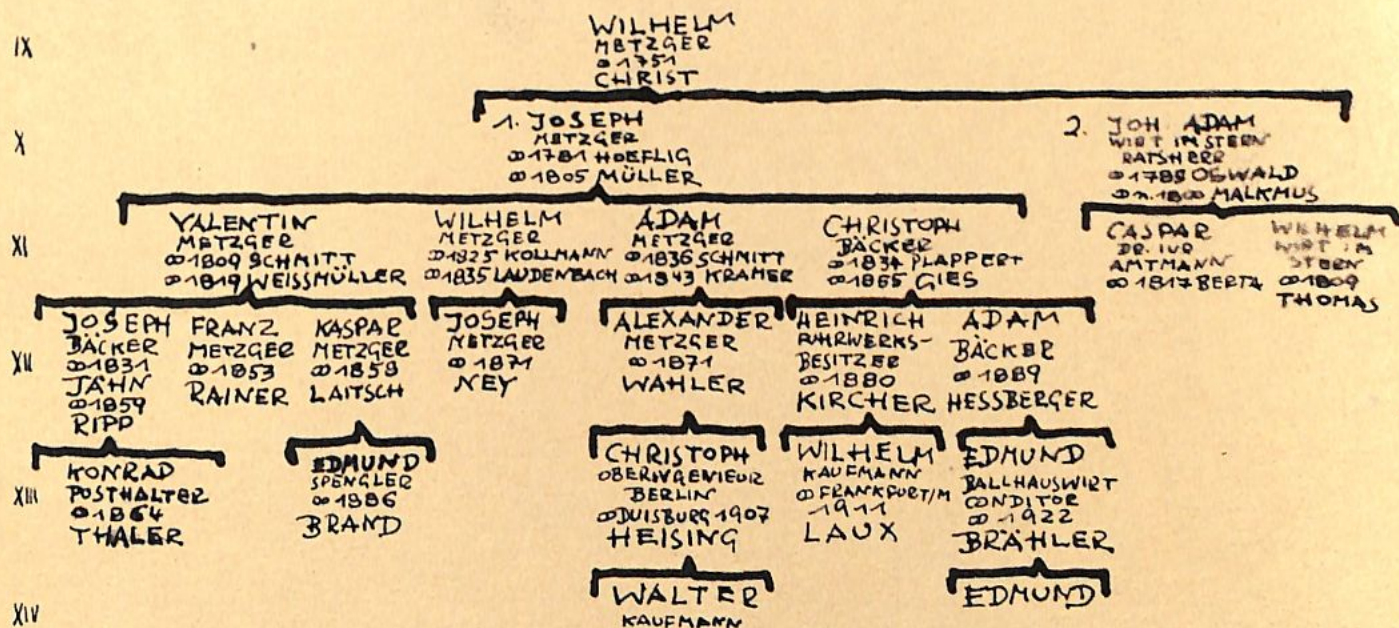 IX
WILHELM
METZGER
∞ 1751
CHRIST
X
1. JOSEPH
METZGER
∞ 1781 HOEFLIG
∞ 1805 MÜLLER
2. JOH ADAM
WIRT IM STERN
RATSHERR
∞ 1788 OSWALD
∞ n. 1800 MALKMUS
XI
VALENTIN
METZGER
∞ 1809 SCHMITT
∞ 1819 WEISSMÜLLER
WILHELM
METZGER
∞ 1825 KOLLMANN
∞ 1835 LAUDENBACH
ADAM
METZGER
∞ 1836 SCHMITT
∞ 1843 KRAMER
CHRISTOPH
BÄCKER
∞ 1834 PLAPPERT
∞ 1865 GIES
CASPAR
DR. IUR
AMTMANN
∞ 1817 BERTA
WILHELM
WIRT IM
STERN
∞ 1809
THOMAS
XII
JOSEPH
BÄCKER
∞ 1831
JAHN
∞ 1859
RIPP
FRANZ
METZGER
∞ 1853
RAINER
KASPAR
METZGER
∞ 1858
LAITSCH
JOSEPH
METZGER
∞ 1871
NEY
ALEXANDER
METZGER
∞ 1871
WAHLER
HEINRICH
FUHRWERKS-
BESITZER
∞ 1880
KIRCHER
ADAM
BÄCKER
∞ 1889
HESSBERGER
XIII
KONRAD
POSTHALTER
∞ 1864
THALER
EDMUND
SPENGLER
∞ 1886
BRAND
CHRISTOPH
OBERINGENIEUR
BERLIN
∞ DUISBURG 1907
HEISING
WILHELM
KAUFMANN
∞ FRANKFURT/M
1911
LAUX
EDMUND
BALLHAUSWIRT
CONDITOR
∞ 1922
BRÄHLER
XIV
WALTER
KAUFMANN
EDMUND